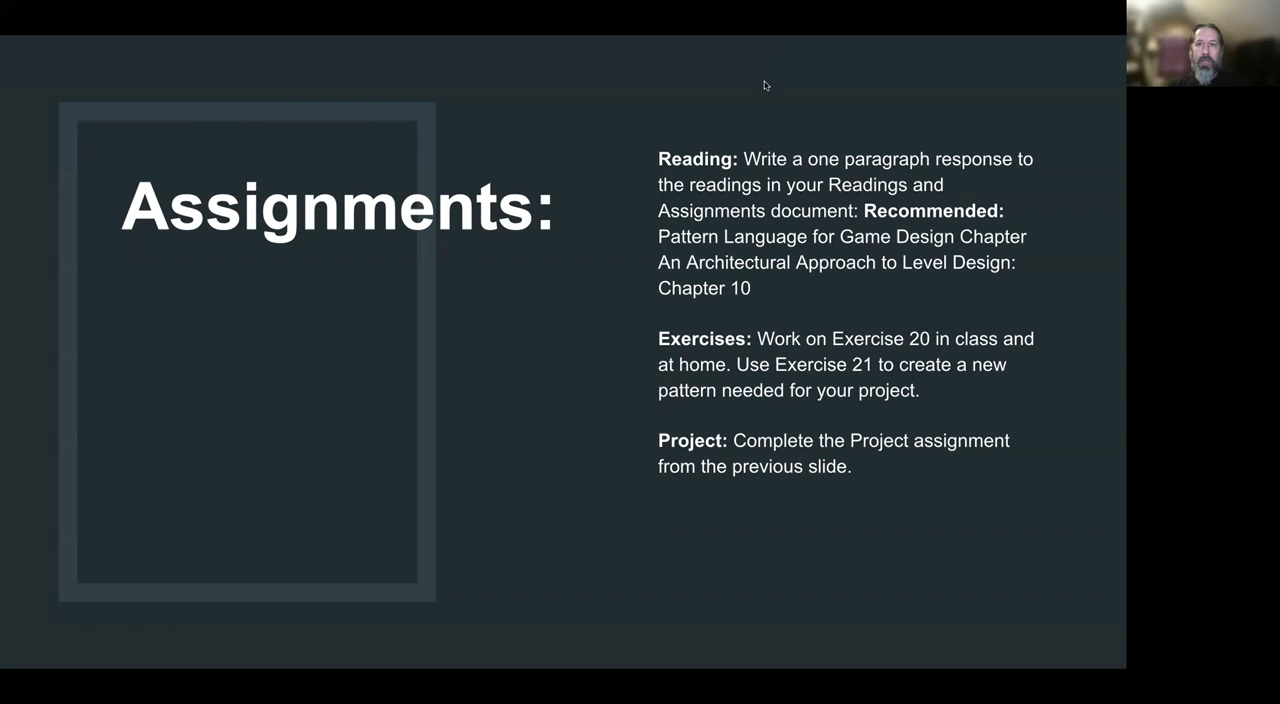 Assignments:
Reading: Write a one paragraph response to
the readings in your Readings and
Assignments document: Recommended:
Pattern Language for Game Design Chapter
An Architectural Approach to Level Design:
Chapter 10
Exercises: Work on Exercise 20 in class and
at home. Use Exercise 21 to create a new
pattern needed for your project.
Project: Complete the Project assignment
from the previous slide.